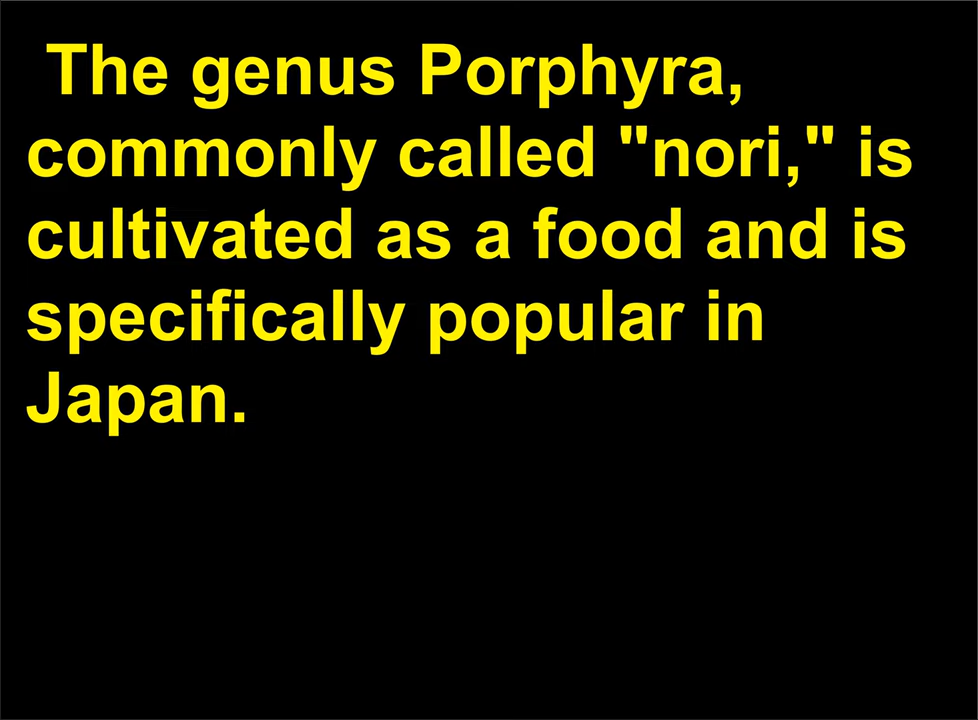 The genus Porphyra,
commonly called "nori," is
cultivated as a food and is
specifically popular in
Japan.